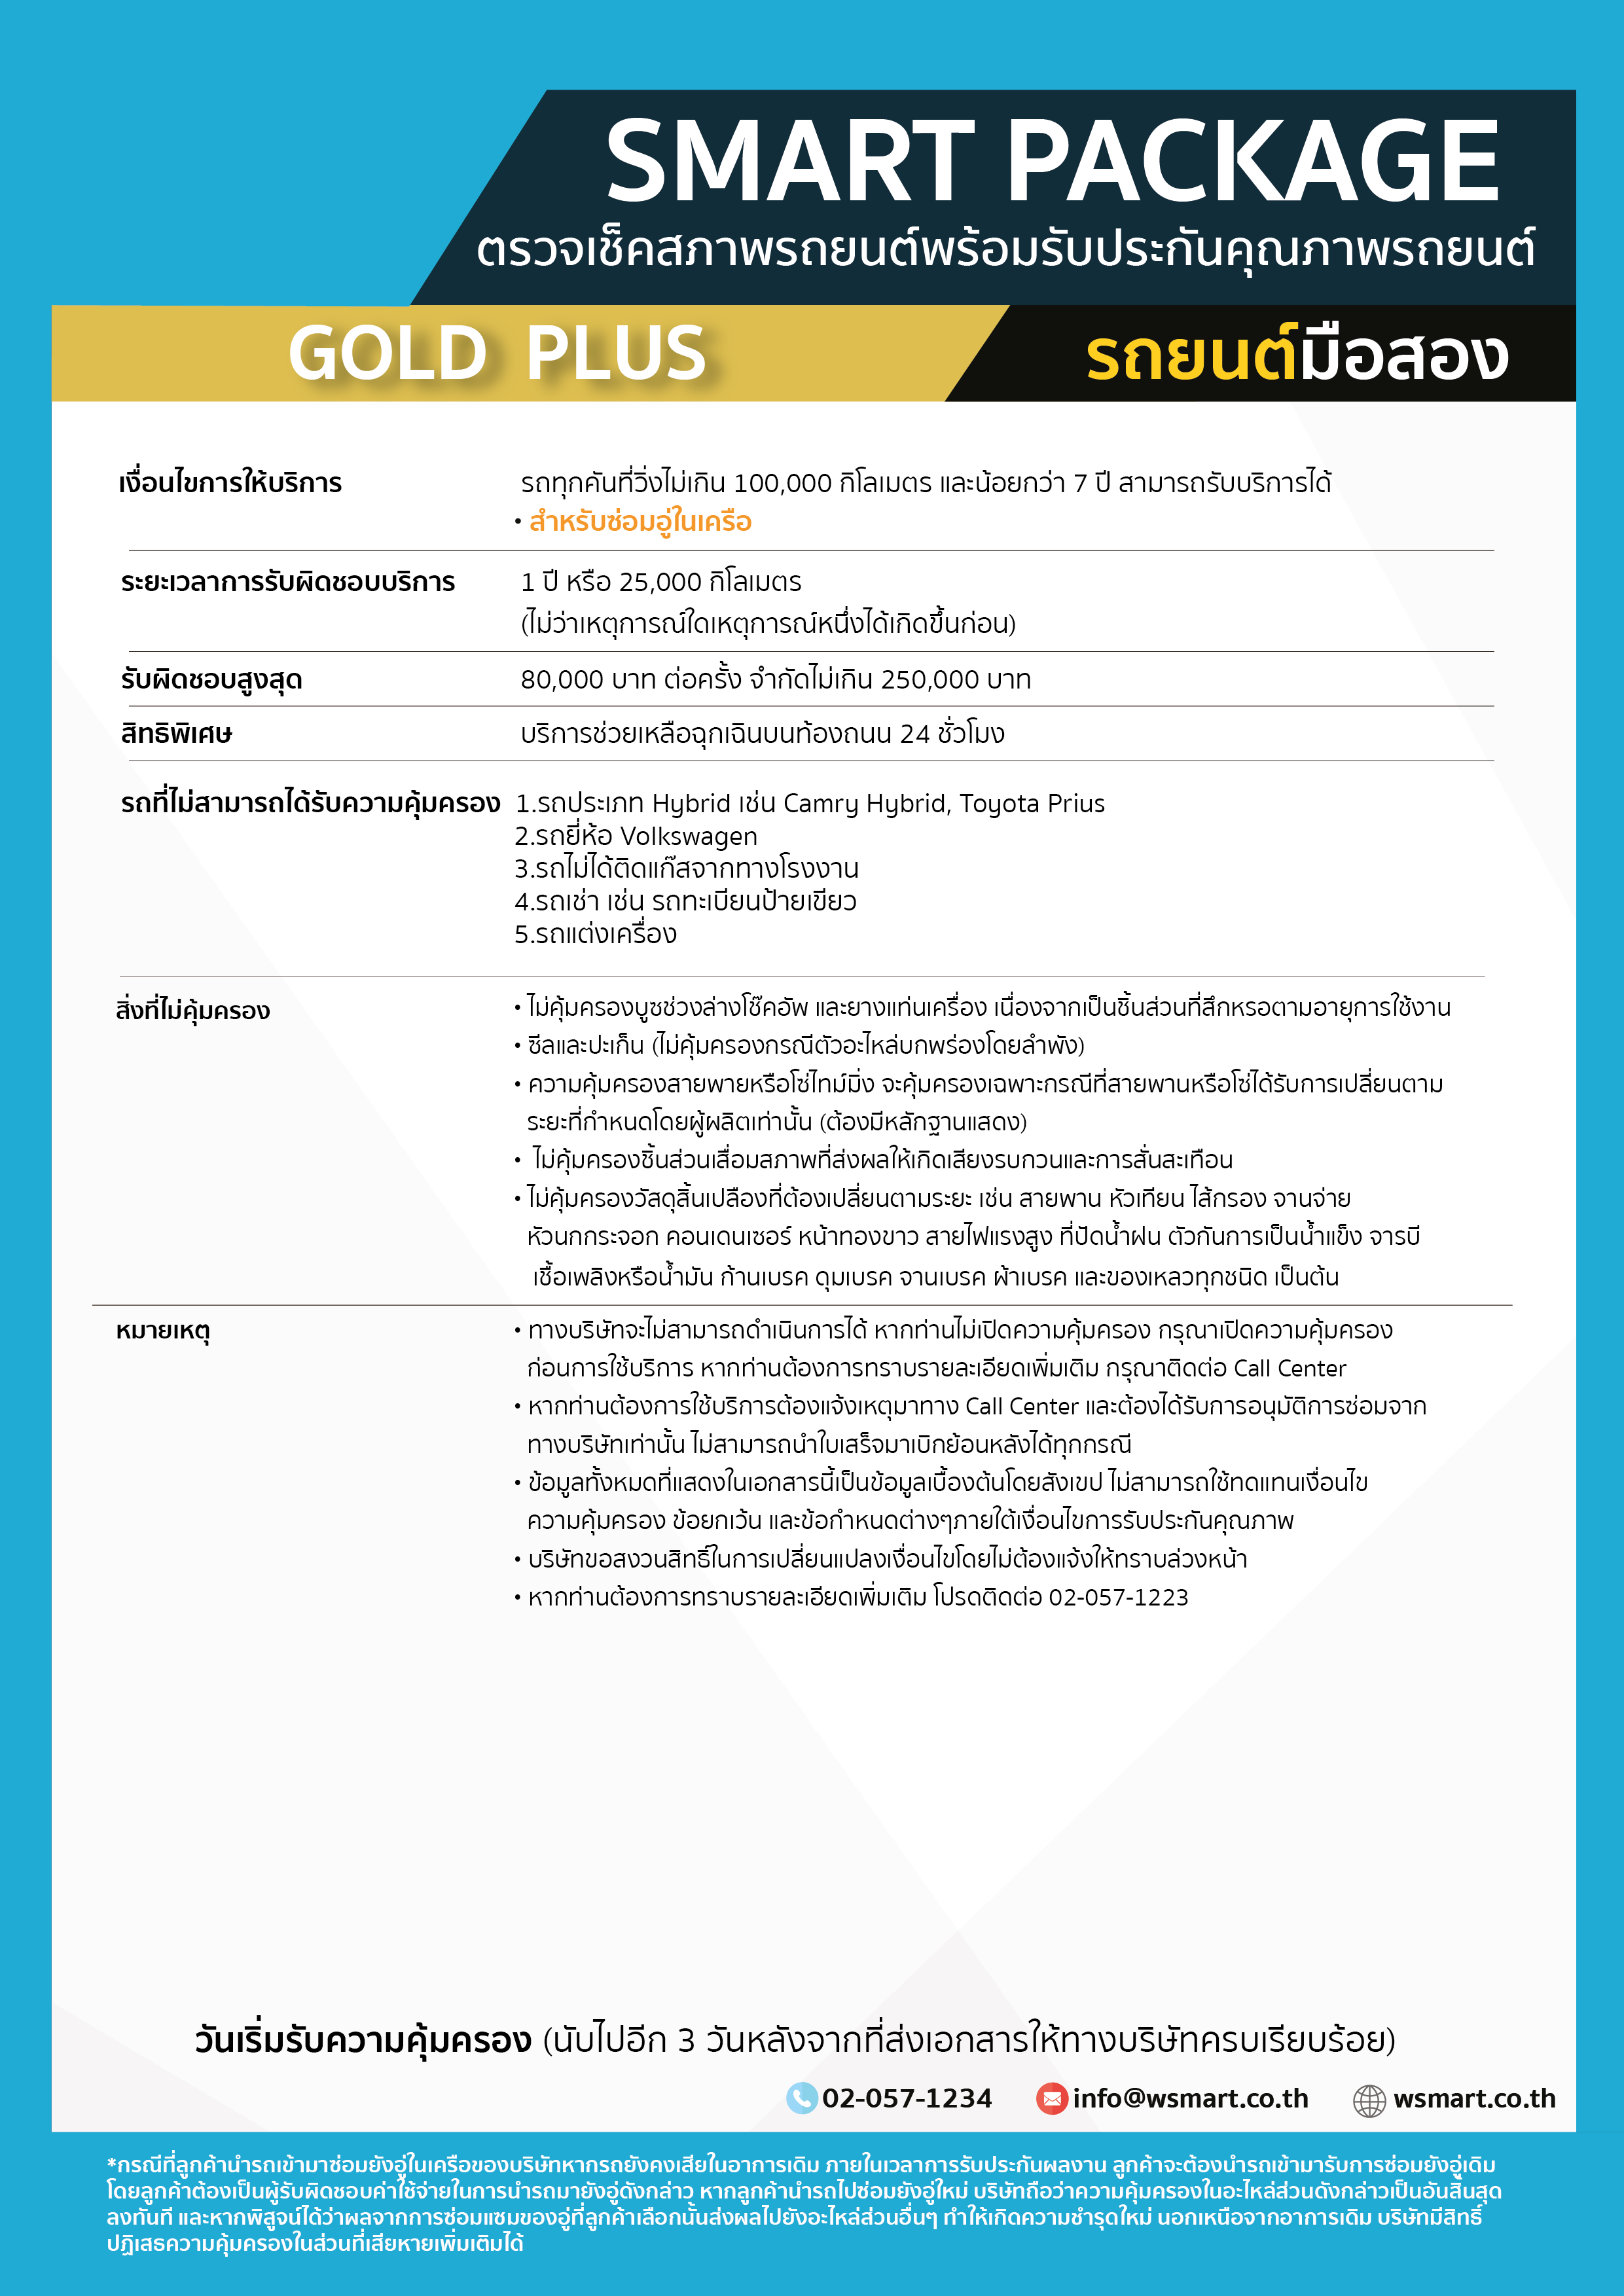 SMART PACKAGE
ตรวจเช็คสภาพรถยนต์พร้อมรับประกันคุณภาพรถยนต์
GOLD PLUS
รถยนต์มือสอง
เงื่อนไขการให้บริการ รถทุกคันที่วิ่งไม่เกิน 100,000 กิโลเมตร และน้อยกว่า 7 ปี สามารถรับบริการได้
• สำหรับซ่อมอู่ในเครือ
ระยะเวลาการรับผิดชอบบริการ 1 ปี หรือ 25,000 กิโลเมตร
(ไม่ว่าเหตุการณ์ใดเหตุการณ์หนึ่งได้เกิดขึ้นก่อน)
รับผิดชอบสูงสุด 80,000 บาท ต่อครั้ง จำกัดไม่เกิน 250,000 บาท
สิทธิพิเศษ บริการช่วยเหลือฉุกเฉินบนท้องถนน 24 ชั่วโมง
รถที่ไม่สามารถได้รับความคุ้มครอง 1.รถประเภท Hybrid เช่น Camry Hybrid, Toyota Prius
2.รถยี่ห้อ Volkswagen
3.รถไม่ได้ติดแก๊สจากทางโรงงาน
4.รถเช่า เช่น รถทะเบียนป้ายเขียว
5.รถแต่งเครื่อง
สิ่งที่ไม่คุ้มครอง • ไม่คุ้มครองบูซช่วงล่างโช๊คอัพ และยางแท่นเครื่อง เนื่องจากเป็นชิ้นส่วนที่สึกหรอตามอายุการใช้งาน
• ซีลและปะเก็น (ไม่คุ้มครองกรณีตัวอะไหล่บกพร่องโดยลำพัง)
• ความคุ้มครองสายพายหรือโซ่ไทม์มิ่ง จะคุ้มครองเฉพาะกรณีที่สายพานหรือโซ่ได้รับการเปลี่ยนตาม
ระยะที่กำหนดโดยผู้ผลิตเท่านั้น (ต้องมีหลักฐานแสดง)
• ไม่คุ้มครองชิ้นส่วนเสื่อมสภาพที่ส่งผลให้เกิดเสียงรบกวนและการสั่นสะเทือน
• ไม่คุ้มครองวัสดุสิ้นเปลืองที่ต้องเปลี่ยนตามระยะ เช่น สายพาน หัวเทียน ไส้กรอง จานจ่าย
หัวนกกระจอก คอนเดนเซอร์ หน้าทองขาว สายไฟแรงสูง ที่ปัดน้ำฝน ตัวกันการเป็นน้ำแข็ง จารบี
เชื้อเพลิงหรือน้ำมัน ก้านเบรค ดุมเบรค จานเบรค ผ้าเบรค และของเหลวทุกชนิด เป็นต้น
หมายเหตุ • ทางบริษัทจะไม่สามารถดำเนินการได้ หากท่านไม่เปิดความคุ้มครอง กรุณาเปิดความคุ้มครอง
ก่อนการใช้บริการ หากท่านต้องการทราบรายละเอียดเพิ่มเติม กรุณาติดต่อ Call Center
• หากท่านต้องการใช้บริการต้องแจ้งเหตุมาทาง Call Center และต้องได้รับการอนุมัติการซ่อมจาก
ทางบริษัทเท่านั้น ไม่สามารถนำใบเสร็จมาเบิกย้อนหลังได้ทุกกรณี
• ข้อมูลทั้งหมดที่แสดงในเอกสารนี้เป็นข้อมูลเบื้องต้นโดยสังเขป ไม่สามารถใช้ทดแทนเงื่อนไข
ความคุ้มครอง ข้อยกเว้น และข้อกำหนดต่างๆภายใต้เงื่อนไขการรับประกันคุณภาพ
• บริษัทขอสงวนสิทธิ์ในการเปลี่ยนแปลงเงื่อนไขโดยไม่ต้องแจ้งให้ทราบล่วงหน้า
• หากท่านต้องการทราบรายละเอียดเพิ่มเติม โปรดติดต่อ 02-057-1223
วันเริ่มรับความคุ้มครอง (นับไปอีก 3 วันหลังจากที่ส่งเอกสารให้ทางบริษัทครบเรียบร้อย)
02-057-1234 info@wsmart.co.th wsmart.co.th
*กรณีที่ลูกค้านำรถเข้ามาซ่อมยังอู่ในเครือของบริษัทหากรถยังคงเสียในอาการเดิม ภายในเวลาการรับประกันผลงาน ลูกค้าจะต้องนำรถเข้ามารับการซ่อมยังอู่เดิม
โดยลูกค้าต้องเป็นผู้รับผิดชอบค่าใช้จ่ายในการนำรถมายังอู่ดังกล่าว หากลูกค้านำรถไปซ่อมยังอู่ใหม่ บริษัทถือว่าความคุ้มครองในอะไหล่ส่วนดังกล่าวเป็นอันสิ้นสุด
ลงทันที และหากพิสูจน์ได้ว่าผลจากการซ่อมแซมของอู่ที่ลูกค้าเลือกนั้นส่งผลไปยังอะไหล่ส่วนอื่นๆ ทำให้เกิดความชำรุดใหม่ นอกเหนือจากอาการเดิม บริษัทมีสิทธิ์
ปฏิเสธความคุ้มครองในส่วนที่เสียหายเพิ่มเติมได้